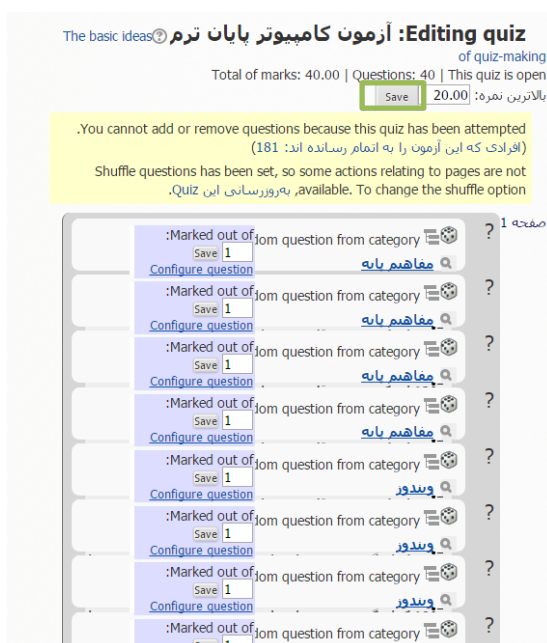 Editing quiz: آزمون کامپیوتر پایان ترم The basic ideas
of quiz-making
Total of marks: 40.00 | Questions: 40 | This quiz is open
بالاترین نمره: 20.00 Save
You cannot add or remove questions because this quiz has been attempted.
(افرادی که این آزمون را به اتمام رسانده اند: 181)
Shuffle questions has been set, so some actions relating to pages are not
available. To change the shuffle option, به‌روزرسانی این Quiz.
صفحه 1
? dom question from category Marked out of:
1 Save
مفاهیم پایه Configure question
? dom question from category Marked out of:
1 Save
مفاهیم پایه Configure question
? dom question from category Marked out of:
1 Save
مفاهیم پایه Configure question
? dom question from category Marked out of:
1 Save
مفاهیم پایه Configure question
? dom question from category Marked out of:
1 Save
ویندوز Configure question
? dom question from category Marked out of:
1 Save
ویندوز Configure question
? dom question from category Marked out of:
1 Save
ویندوز Configure question
? dom question from category Marked out of: